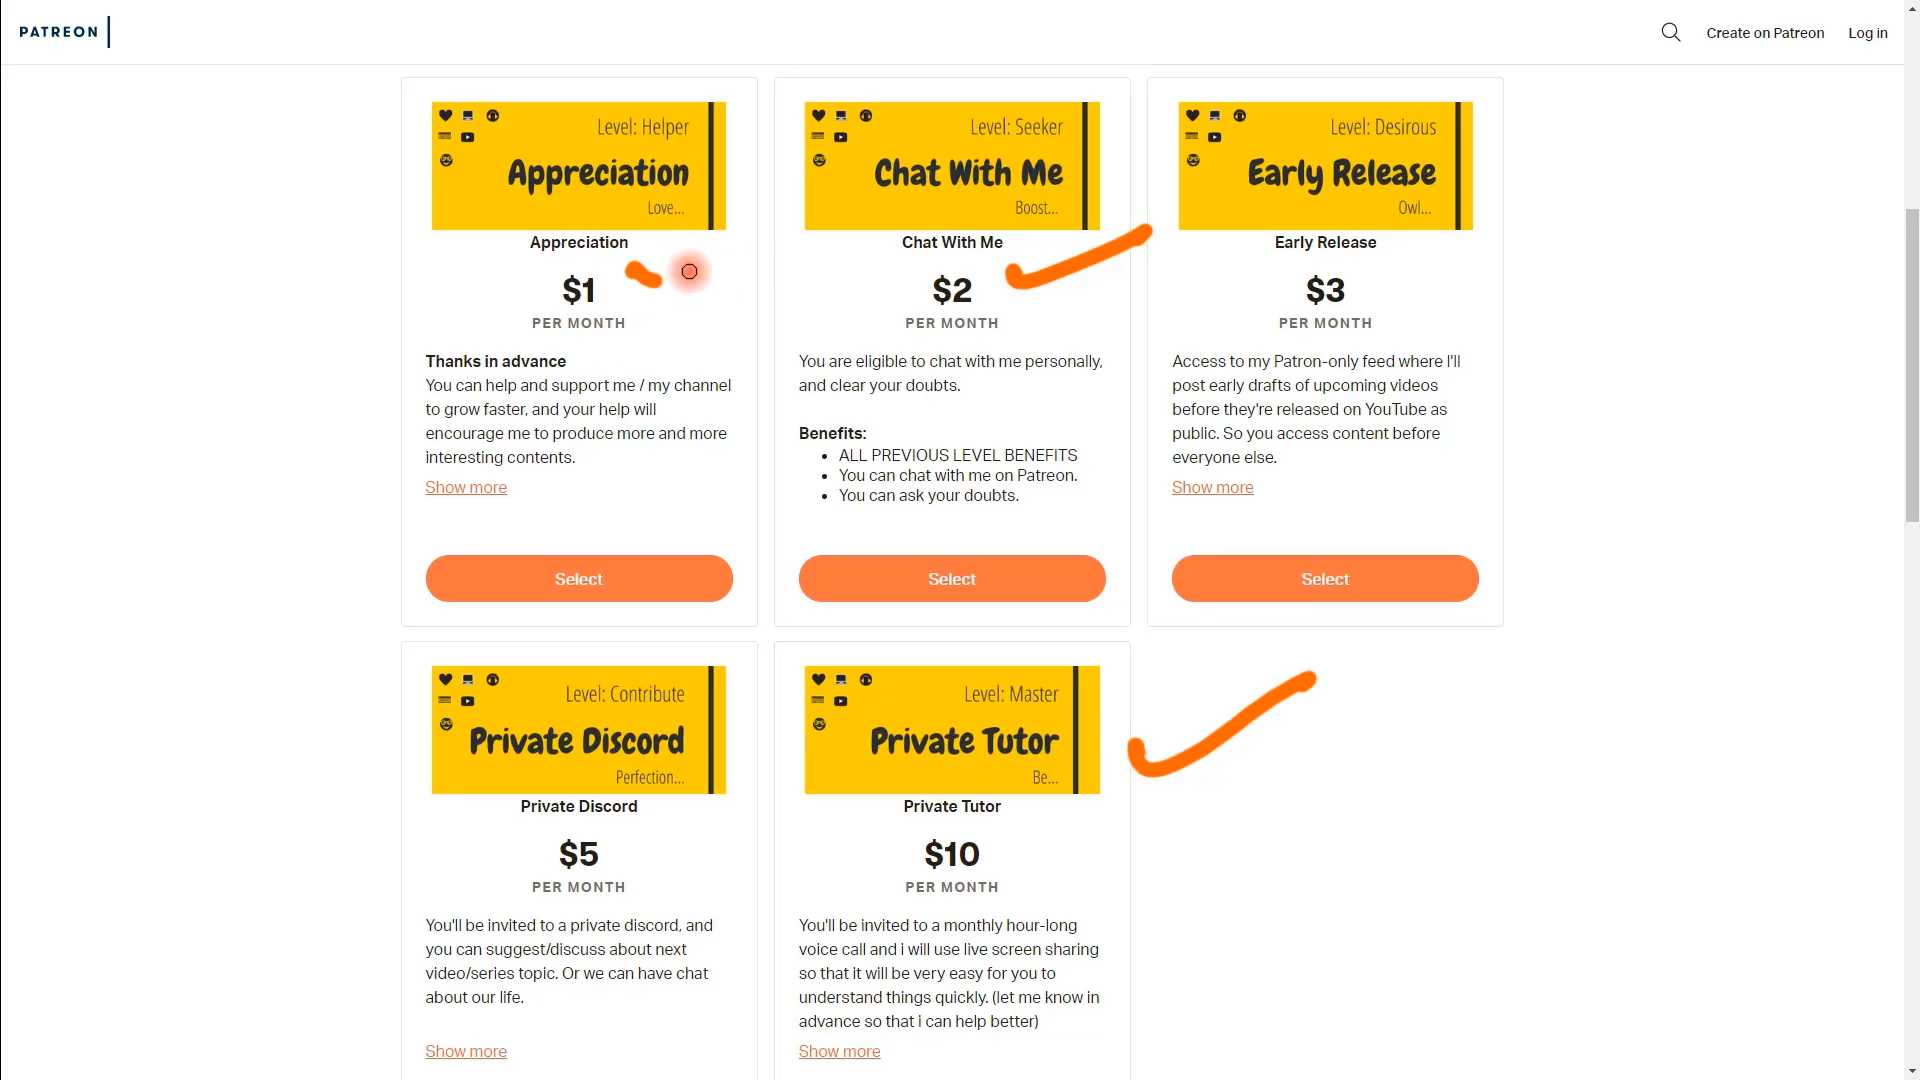 PATREON
Create on Patreon
Log in
Level: Helper
Appreciation
Love...
Appreciation
$1
PER MONTH
Thanks in advance
You can help and support me / my channel
to grow faster, and your help will
encourage me to produce more and more
interesting contents.
Show more
Select
Level: Seeker
Chat With Me
Boost...
Chat With Me
$2
PER MONTH
You are eligible to chat with me personally,
and clear your doubts.
Benefits:
• ALL PREVIOUS LEVEL BENEFITS
• You can chat with me on Patreon.
• You can ask your doubts.
Select
Level: Desirous
Early Release
Owl...
Early Release
$3
PER MONTH
Access to my Patron-only feed where I'll
post early drafts of upcoming videos
before they're released on YouTube as
public. So you access content before
everyone else.
Show more
Select
Level: Contribute
Private Discord
Perfection...
Private Discord
$5
PER MONTH
You'll be invited to a private discord, and
you can suggest/discuss about next
video/series topic. Or we can have chat
about our life.
Show more
Level: Master
Private Tutor
Be...
Private Tutor
$10
PER MONTH
You'll be invited to a monthly hour-long
voice call and i will use live screen sharing
so that it will be very easy for you to
understand things quickly. (let me know in
advance so that i can help better)
Show more